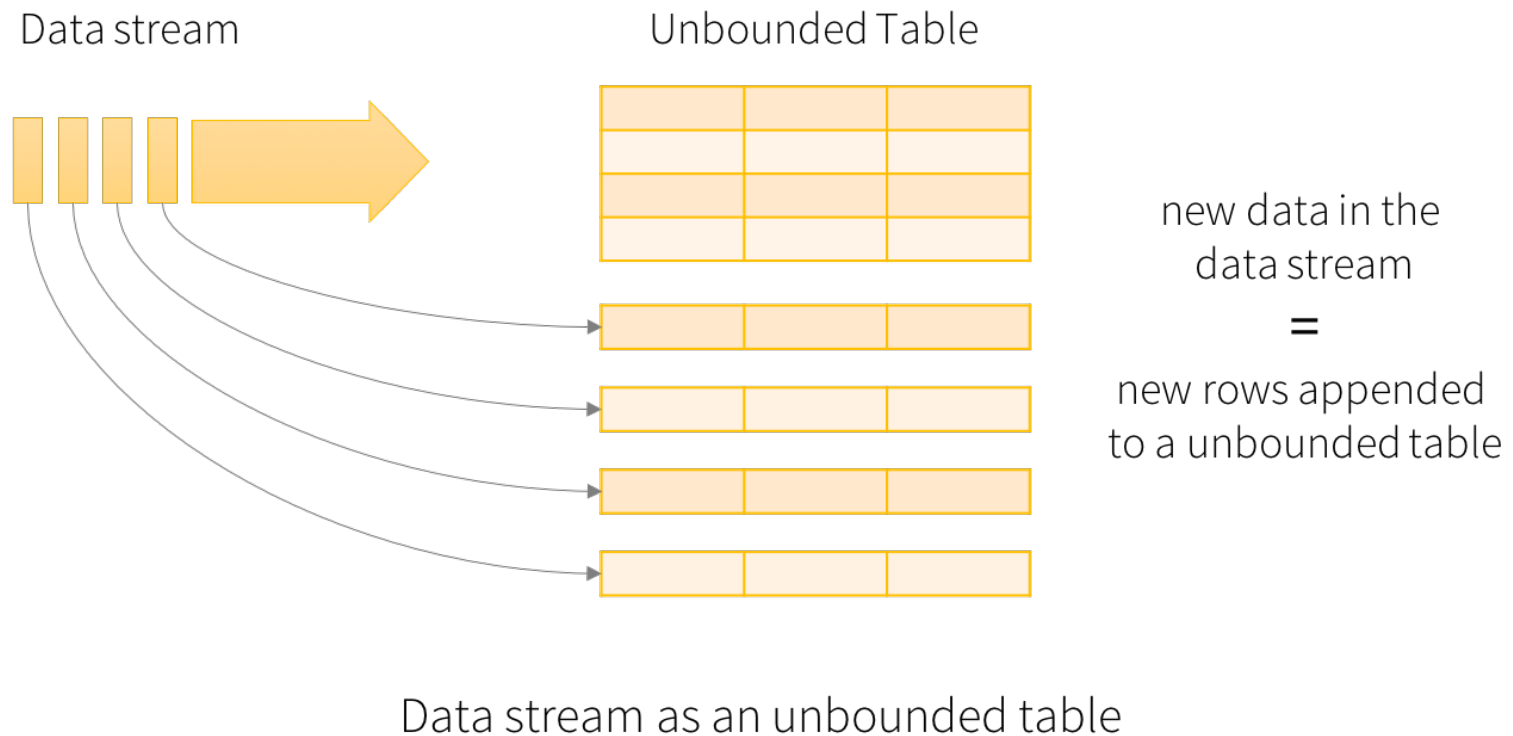 Data stream
Unbounded Table
new data in the
data stream
=
new rows appended
to a unbounded table
Data stream as an unbounded table